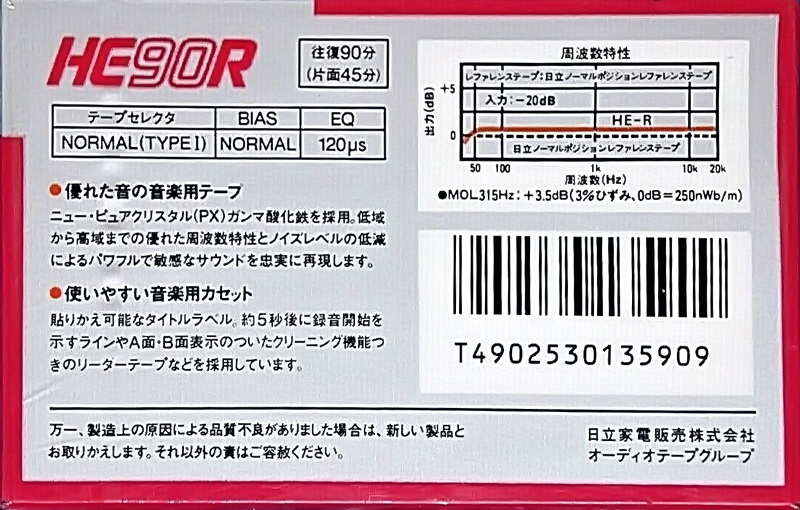 HE90R
往復90分
(片面45分)
テープセレクタ BIAS EQ
NORMAL(TYPEⅠ) NORMAL 120μs
●優れた音の音楽用テープ
ニュー・ピュアクリスタル(PX)ガンマ酸化鉄を採用。低域
から高域までの優れた周波数特性とノイズレベルの低減
によるパワフルで敏感なサウンドを忠実に再現します。
●使いやすい音楽用カセット
貼りかえ可能なタイトルラベル。約5秒後に録音開始を
示すラインやA面・B面表示のついたクリーニング機能つ
きのリーダーテープなどを採用しています。
周波数特性
レファレンステープ:日立ノーマルポジションレファレンステープ
+5
入力:−20dB
出力(dB)
HE−R
0
日立ノーマルポジションレファレンステープ
50 100 1k 10k 20k
周波数(Hz)
●MOL315Hz:+3.5dB(3%ひずみ、0dB=250nWb/m)
T4902530135909
万一、製造上の原因による品質不良がありました場合は、新しい製品と
お取りかえします。それ以外の責はご容赦ください。
日立家電販売株式会社
オーディオテープグループ